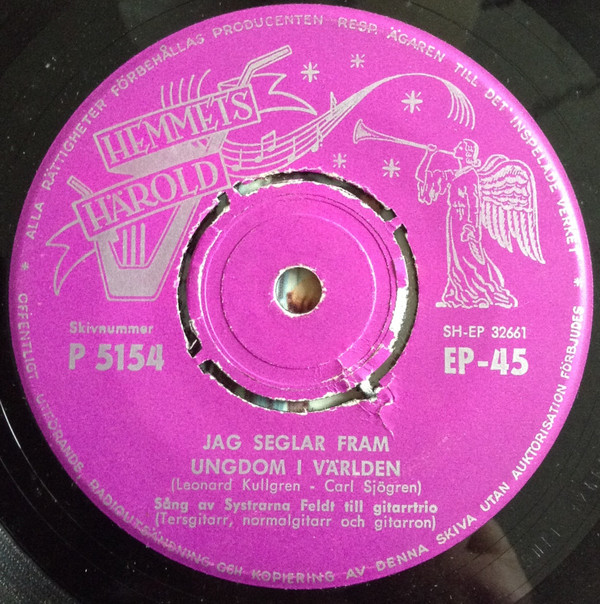 ALLA RÄTTIGHETER FÖRBEHÅLLAS PRODUCENTEN RESP. ÄGAREN TILL DET INSPELADE VERKET
OFFENTLIGT UTFÖRANDE, RADIOUTSÄNDNING OCH KOPIERING AV DENNA SKIVA UTAN AUKTORISATION FÖRBJUDES
HEMMETS
HÄROLD
Skivnummer
P 5154
SH-EP 32661
EP-45
JAG SEGLAR FRAM
UNGDOM I VÄRLDEN
(Leonard Kullgren - Carl Sjögren)
Sång av Systrarna Feldt till gitarrtrio
(Tersgitarr, normalgitarr och gitarron)